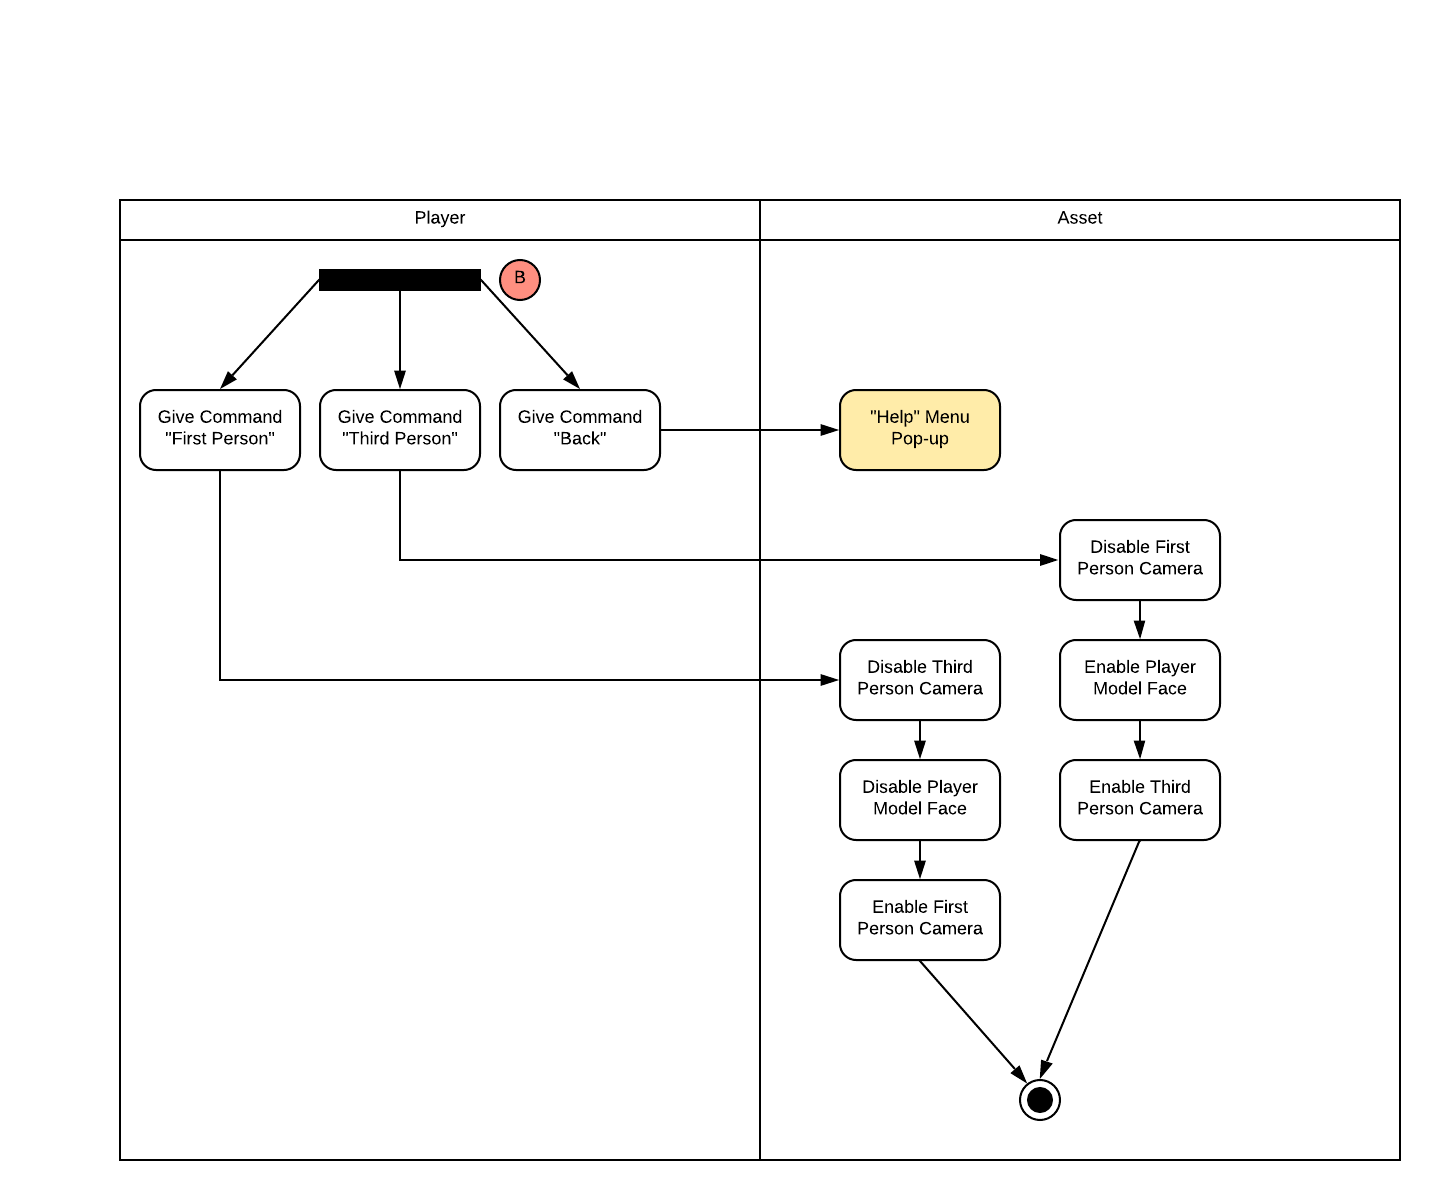 Player
Asset
B
Give Command
"First Person"
Give Command
"Third Person"
Give Command
"Back"
"Help" Menu
Pop-up
Disable First
Person Camera
Disable Third
Person Camera
Enable Player
Model Face
Disable Player
Model Face
Enable Third
Person Camera
Enable First
Person Camera